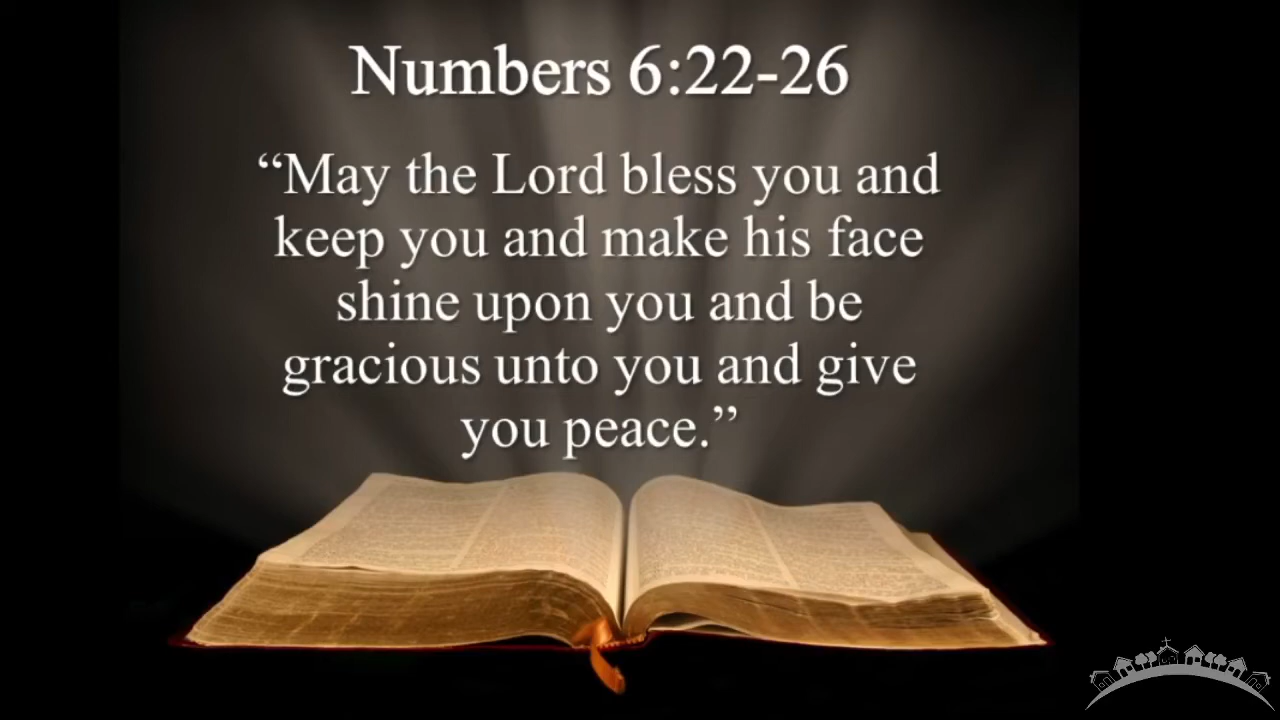 Numbers 6:22-26
“May the Lord bless you and
keep you and make his face
shine upon you and be
gracious unto you and give
you peace.”